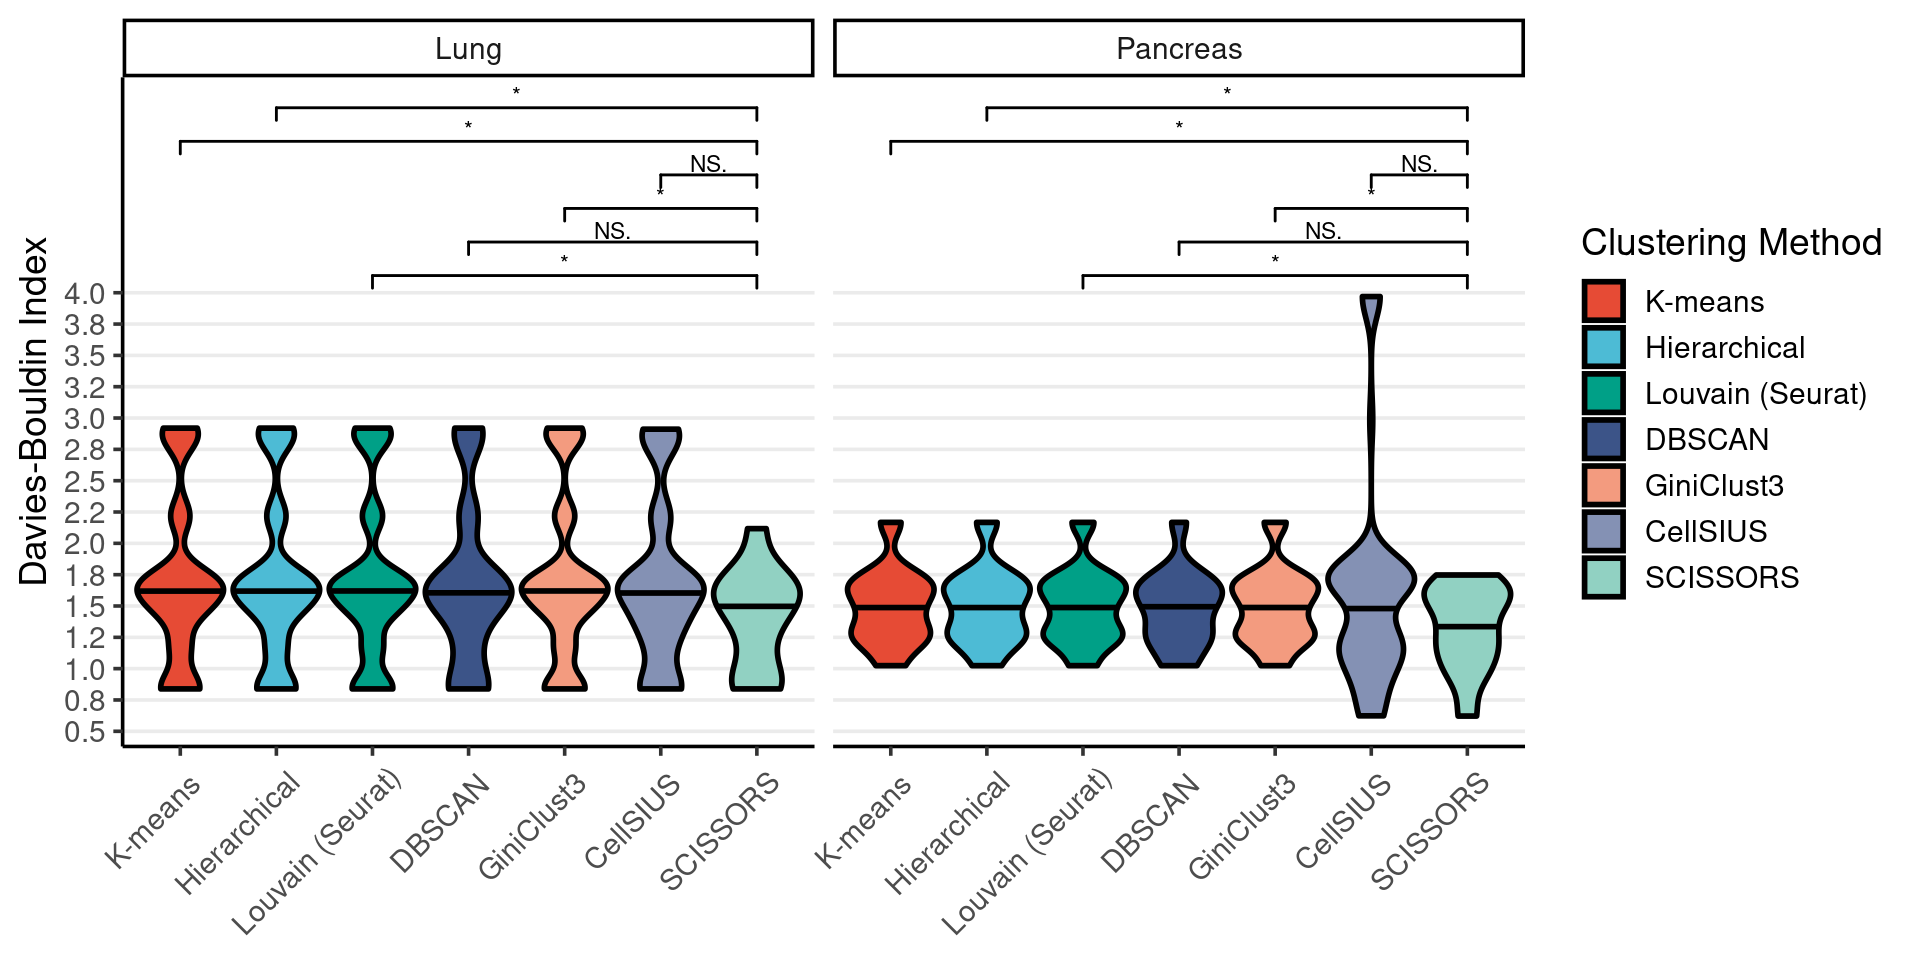 Lung
Pancreas
*
*
NS.
*
NS.
*
*
*
NS.
*
NS.
*
Davies-Bouldin Index
4.0
3.8
3.5
3.2
3.0
2.8
2.5
2.2
2.0
1.8
1.5
1.2
1.0
0.8
0.5
K-means
Hierarchical
Louvain (Seurat)
DBSCAN
GiniClust3
CellSIUS
SCISSORS
K-means
Hierarchical
Louvain (Seurat)
DBSCAN
GiniClust3
CellSIUS
SCISSORS
Clustering Method
K-means
Hierarchical
Louvain (Seurat)
DBSCAN
GiniClust3
CellSIUS
SCISSORS